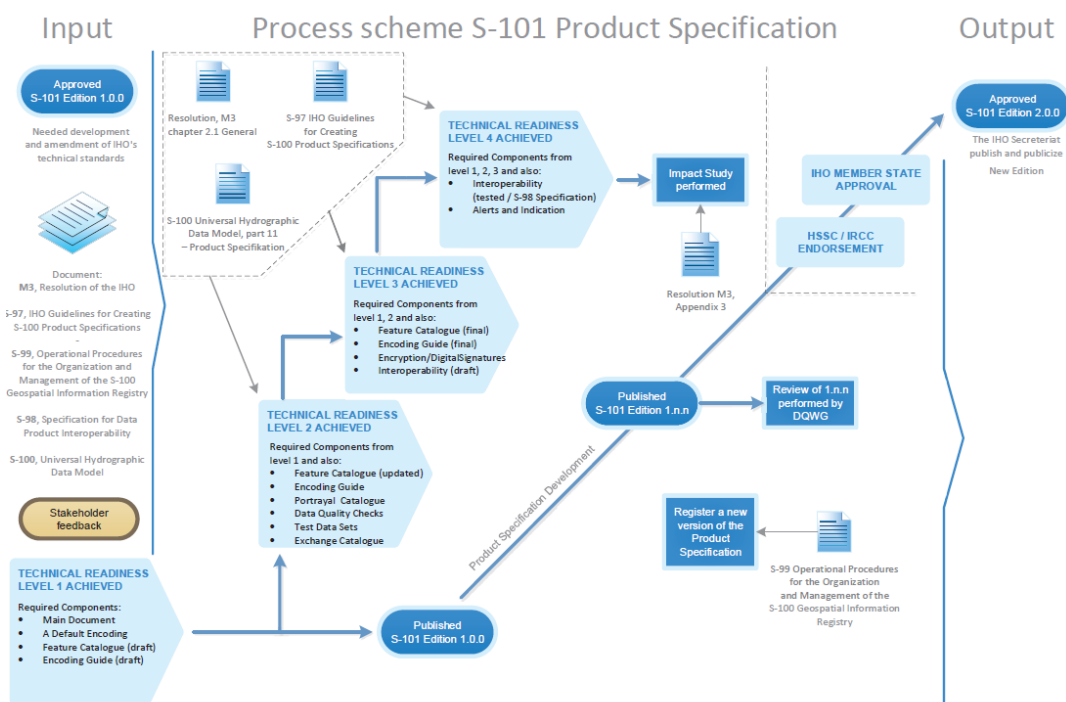 Input
Process scheme S-101 Product Specification
Output
Approved
S-101 Edition 1.0.0
Needed development
and amendment of IHO's
technical standards
Document:
M3, Resolution of the IHO
-
S-97, IHO Guidelines for Creating
S-100 Product Specifications
-
S-99, Operational Procedures
for the Organization and
Management of the S-100
Geospatial Information Registry
S-98, Specification for Data
Product Interoperability
S-100, Universal Hydrographic
Data Model
Stakeholder
feedback
TECHNICAL READINESS
LEVEL 1 ACHIEVED
Required Components:
• Main Document
• A Default Encoding
• Feature Catalogue (draft)
• Encoding Guide (draft)
Resolution, M3
chapter 2.1 General
S-97 IHO Guidelines
for Creating
S-100 Product Specifications
S-100 Universal Hydrographic
Data Model, part 11
– Product Specifikation
TECHNICAL READINESS
LEVEL 2 ACHIEVED
Required Components from
level 1 and also:
• Feature Catalogue (updated)
• Encoding Guide
• Portrayal Catalogue
• Data Quality Checks
• Test Data Sets
• Exchange Catalogue
TECHNICAL READINESS
LEVEL 3 ACHIEVED
Required Components from
level 1, 2 and also:
• Feature Catalogue (final)
• Encoding Guide (final)
• Encryption/DigitalSignatures
• Interoperability (draft)
TECHNICAL READINESS
LEVEL 4 ACHIEVED
Required Components from
level 1, 2, 3 and also:
• Interoperability
(tested / S-98 Specification)
• Alerts and Indication
Impact Study
performed
Resolution M3,
Appendix 3
Published
S-101 Edition 1.0.0
Product Specification Development
Published
S-101 Edition 1.n.n
Review of 1.n.n
performed by
DQWG
Register a new
version of the
Product
Specification
S-99 Operational Procedures
for the Organization
and Management of the
S-100 Geospatial Information
Registry
HSSC / IRCC
ENDORSEMENT
IHO MEMBER STATE
APPROVAL
Approved
S-101 Edition 2.0.0
The IHO Secreteriat
publish and publicize
New Edition